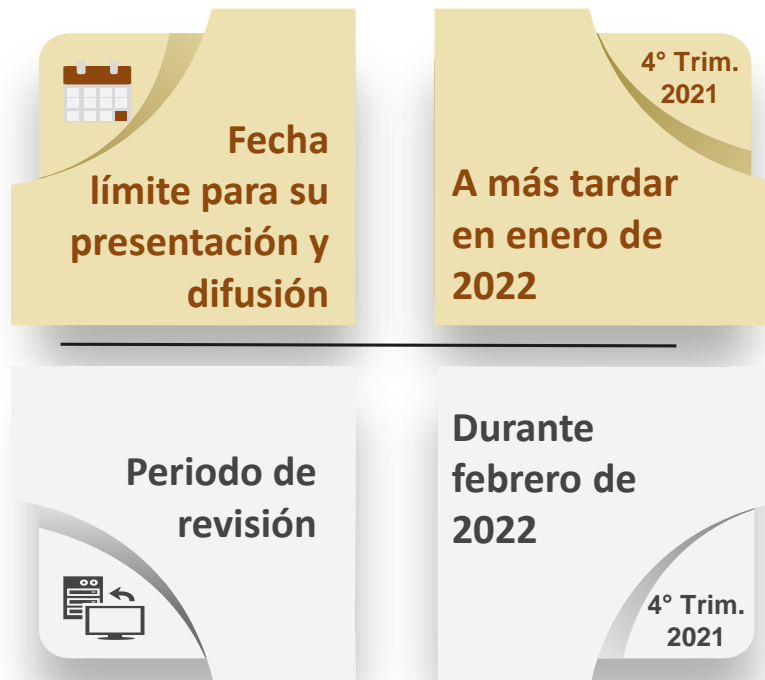 Fecha
límite para su
presentación y
difusión
4° Trim.
2021
A más tardar
en enero de
2022
Periodo de
revisión
Durante
febrero de
2022
4° Trim.
2021